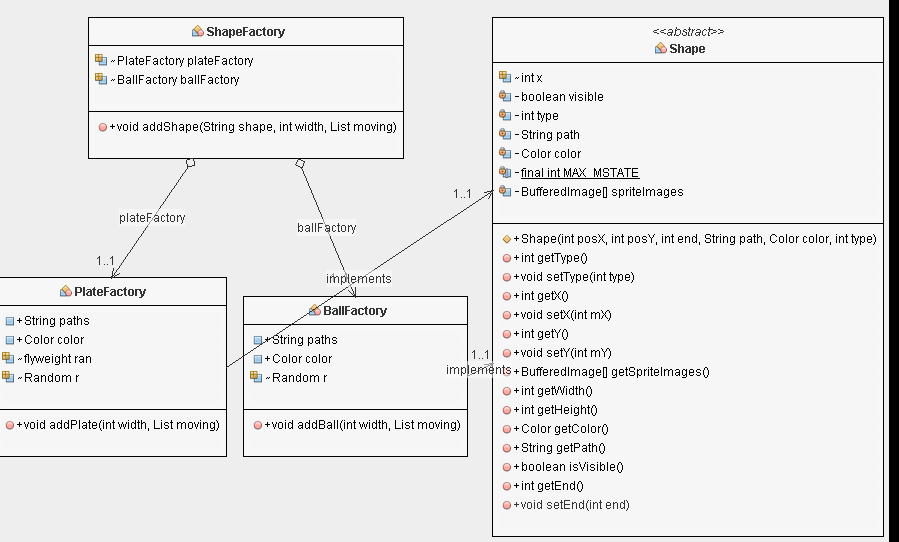 ShapeFactory
~PlateFactory plateFactory
~BallFactory ballFactory
+void addShape(String shape, int width, List moving)
<<abstract>>
Shape
~int x
-boolean visible
-int type
-String path
-Color color
-final int MAX_MSTATE
-BufferedImage[] spriteImages
+Shape(int posX, int posY, int end, String path, Color color, int type)
+int getType()
+void setType(int type)
+int getX()
+void setX(int mX)
+int getY()
+void setY(int mY)
+BufferedImage[] getSpriteImages()
+int getWidth()
+int getHeight()
+Color getColor()
+String getPath()
+boolean isVisible()
+int getEnd()
+void setEnd(int end)
plateFactory
1..1
ballFactory
1..1
implements
PlateFactory
+String paths
+Color color
~flyweight ran
~Random r
+void addPlate(int width, List moving)
BallFactory
+String paths
+Color color
~Random r
+void addBall(int width, List moving)
1..1
implements